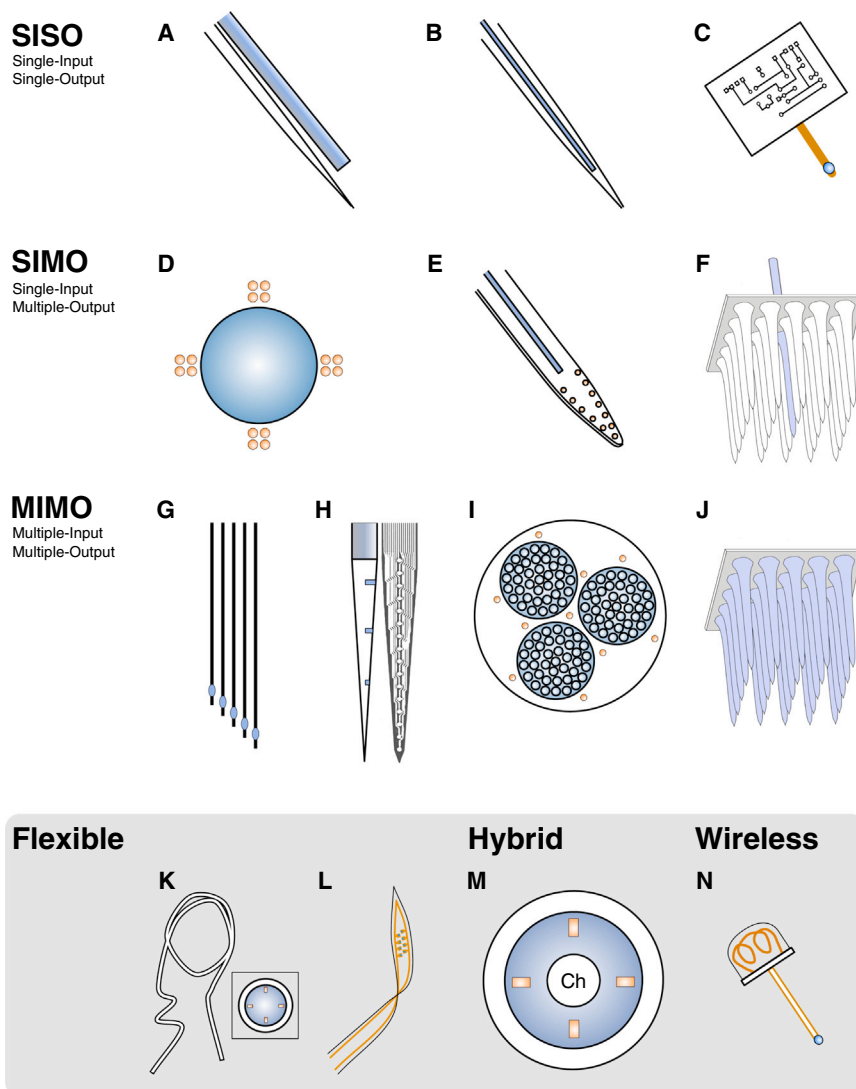 SISO
Single-Input
Single-Output
A
B
C
SIMO
Single-Input
Multiple-Output
D
E
F
MIMO
Multiple-Input
Multiple-Output
G
H
I
J
Flexible
Hybrid
Wireless
K
L
M
N
Ch